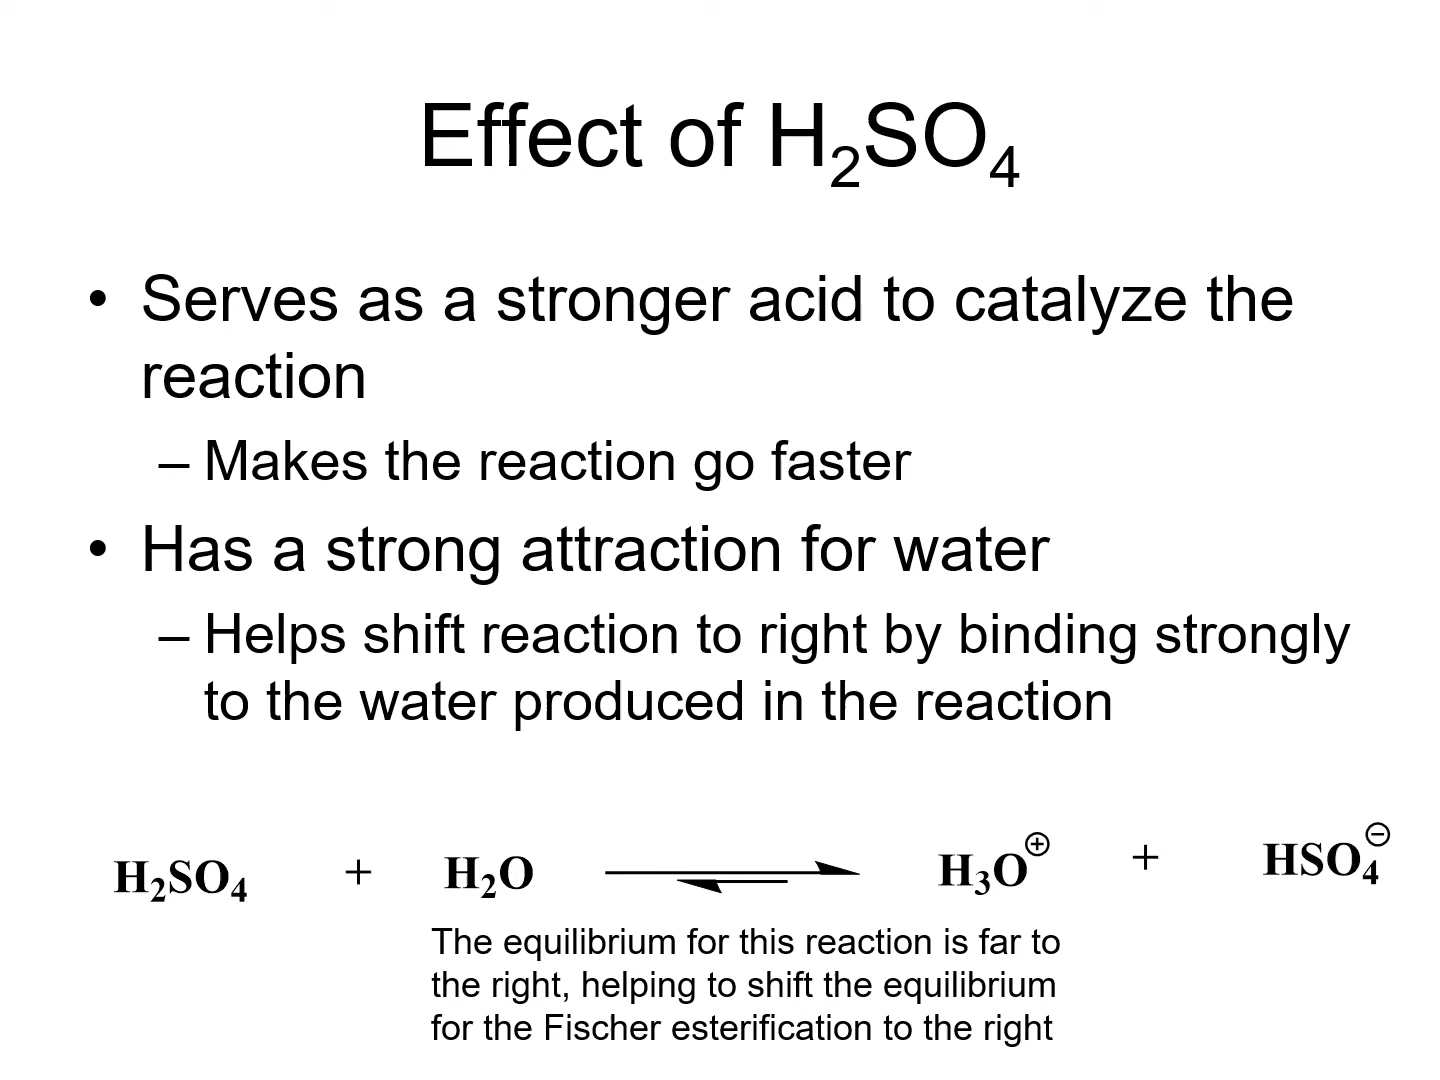 Effect of H₂SO₄
• Serves as a stronger acid to catalyze the
reaction
– Makes the reaction go faster
• Has a strong attraction for water
– Helps shift reaction to right by binding strongly
to the water produced in the reaction
H₂SO₄ + H₂O ⇌ H₃O⊕ + HSO₄⊖
The equilibrium for this reaction is far to
the right, helping to shift the equilibrium
for the Fischer esterification to the right